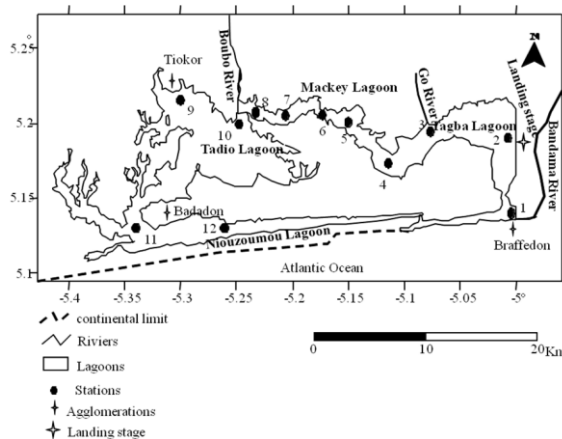 5.25
5.2
5.15
5.1
-5.4
-5.35
-5.3
-5.25
-5.2
-5.15
-5.1
-5.05
-5°
Tiokor
Boubo River
Mackey Lagoon
Go River
Landing stage
Bandama River
N
Tagba Lagoon
Tadio Lagoon
Badadon
Niouzoumou Lagoon
Braffedon
Atlantic Ocean
1
2
3
4
5
6
7
8
9
10
11
12
continental limit
Riviers
Lagoons
Stations
Agglomerations
Landing stage
0
10
20
Km